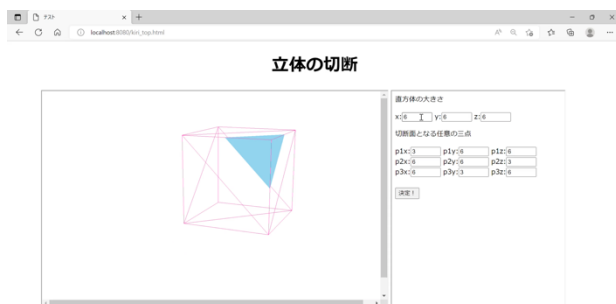 テスト
localhost:8080/kiri_top.html
立体の切断
直方体の大きさ
x: 6 y: 6 z: 6
切断面となる任意の三点
p1x: 3 p1y: 6 p1z: 6
p2x: 6 p2y: 6 p2z: 3
p3x: 6 p3y: 3 p3z: 6
決定！